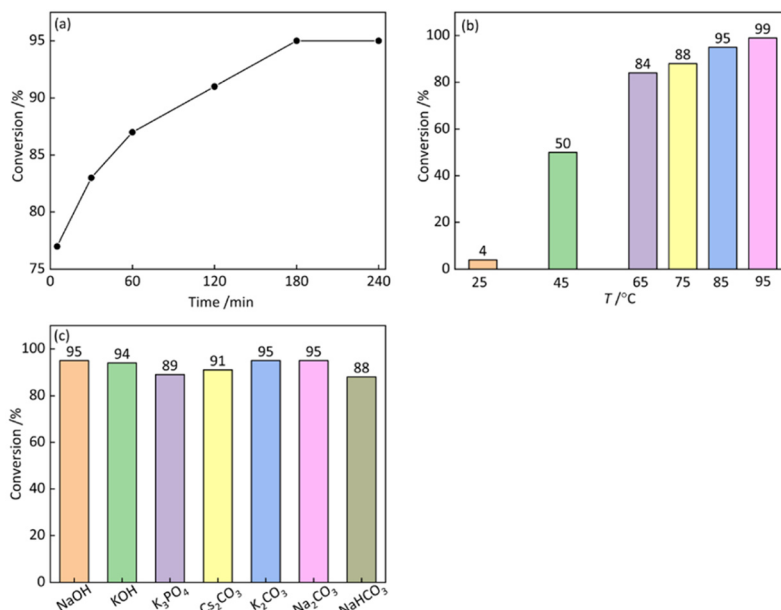 (a)
Conversion /%
95
90
85
77
75
0 60 120 180 240
Time /min
(b)
Conversion /%
100
80
60
40
20
0
4
50
84
88
95
99
25 45 65 75 85 95
T /°C
(c)
Conversion /%
100
80
60
40
20
0
95
94
89
91
95
95
88
NaOH KOH K₃PO₄ Cs₂CO₃ K₂CO₃ Na₂CO₃ NaHCO₃